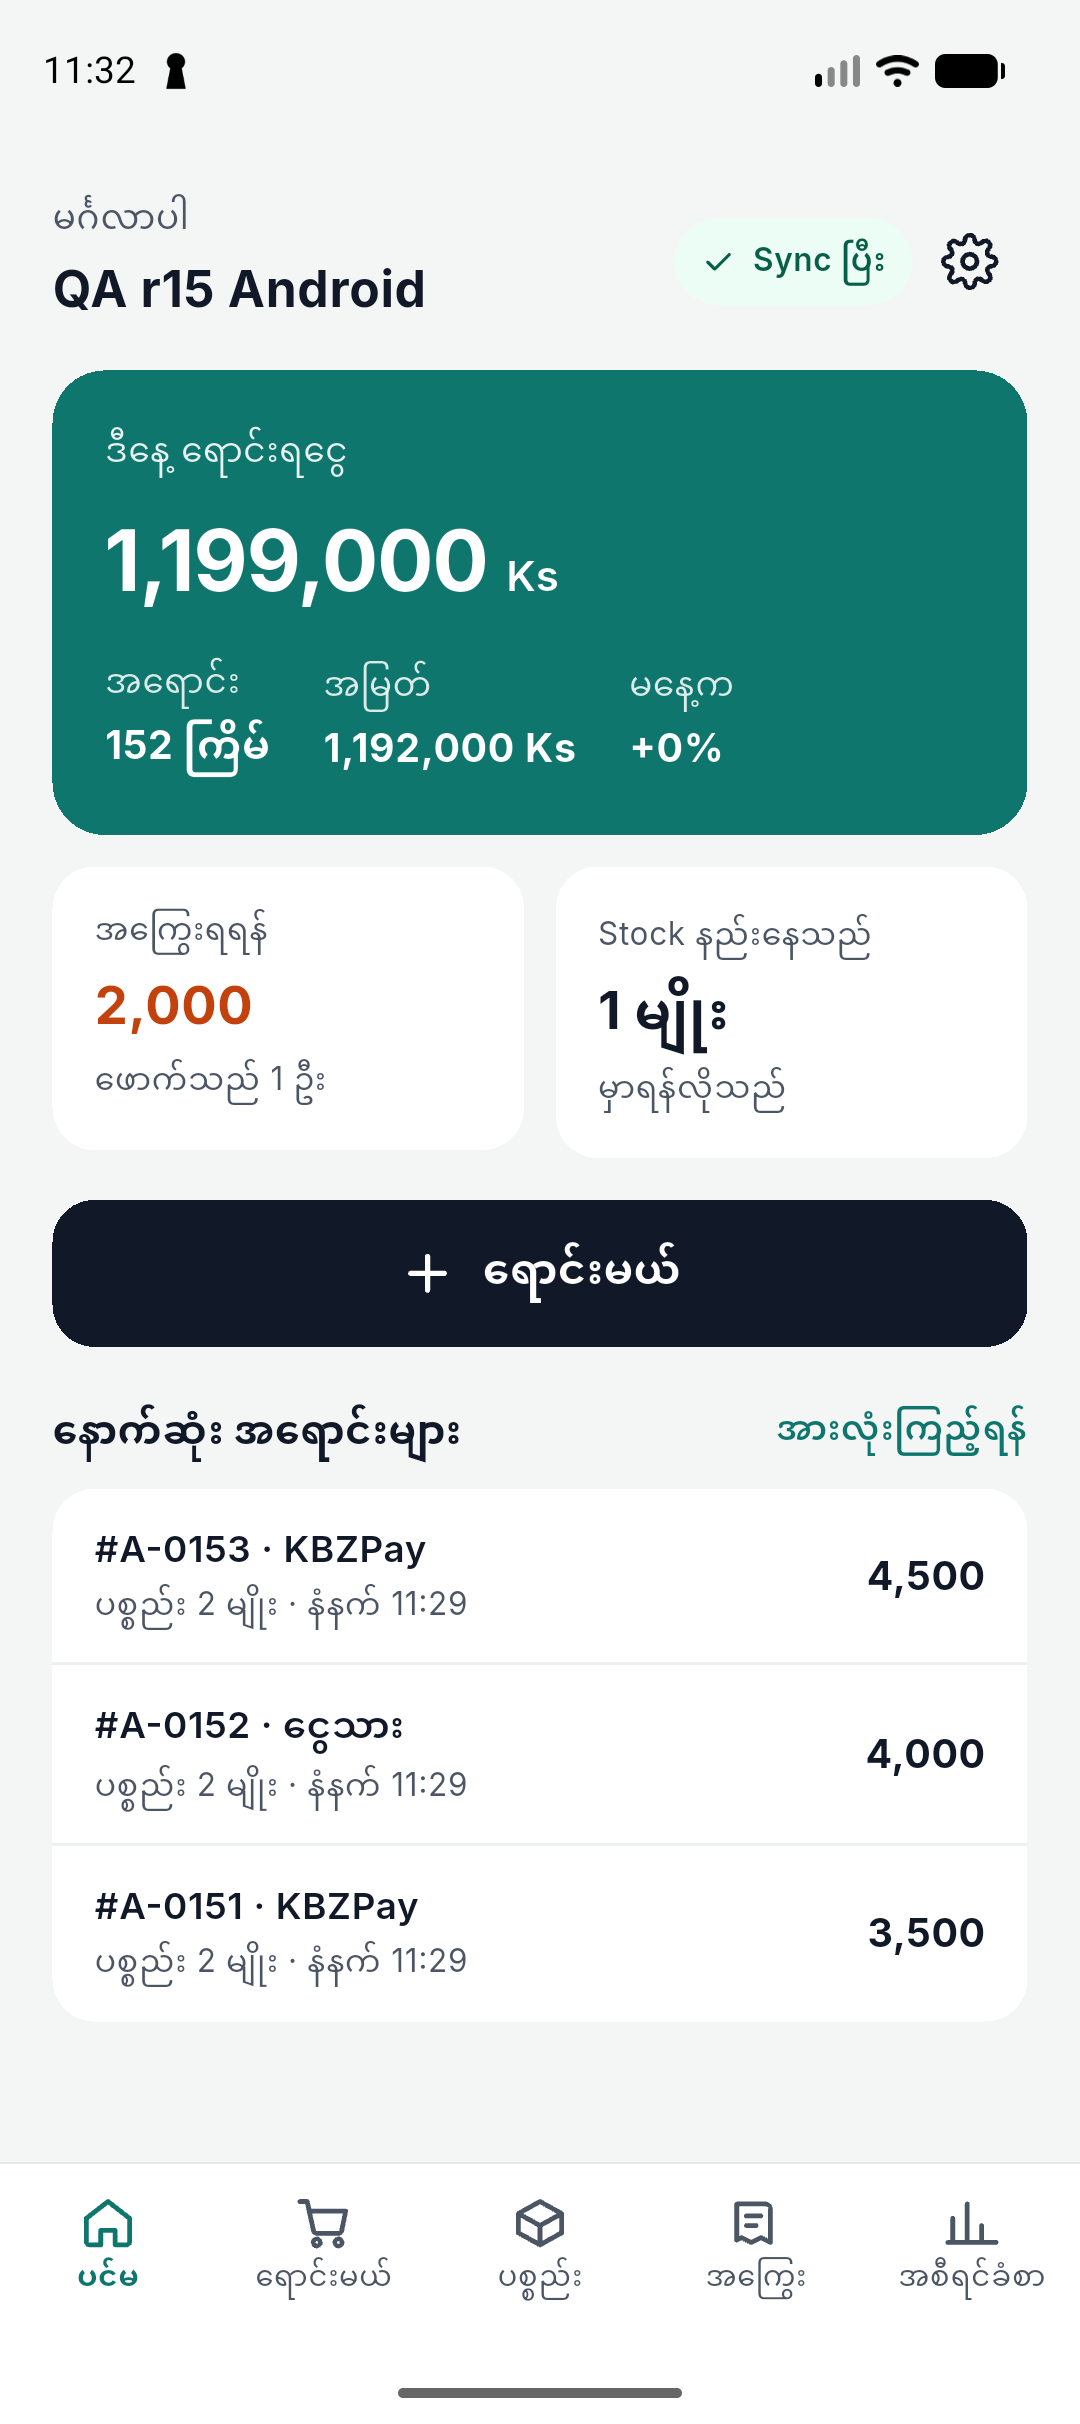 11:32
မင်္ဂလာပါ
QA r15 Android
Sync ပြီး
ဒီနေ့ ရောင်းရငွေ
1,199,000 Ks
အရောင်း အမြတ် မနေ့က
152 ကြိမ် 1,192,000 Ks +0%
အကြွေးရရန်
2,000
ဖောက်သည် 1 ဦး
Stock နည်းနေသည်
1 မျိုး
မှာရန်လိုသည်
ရောင်းမယ်
နောက်ဆုံး အရောင်းများ အားလုံးကြည့်ရန်
#A-0153 · KBZPay
ပစ္စည်း 2 မျိုး · နံနက် 11:29
4,500
#A-0152 · ငွေသား
ပစ္စည်း 2 မျိုး · နံနက် 11:29
4,000
#A-0151 · KBZPay
ပစ္စည်း 2 မျိုး · နံနက် 11:29
3,500
ပင်မ ရောင်းမယ် ပစ္စည်း အကြွေး အစီရင်ခံစာ